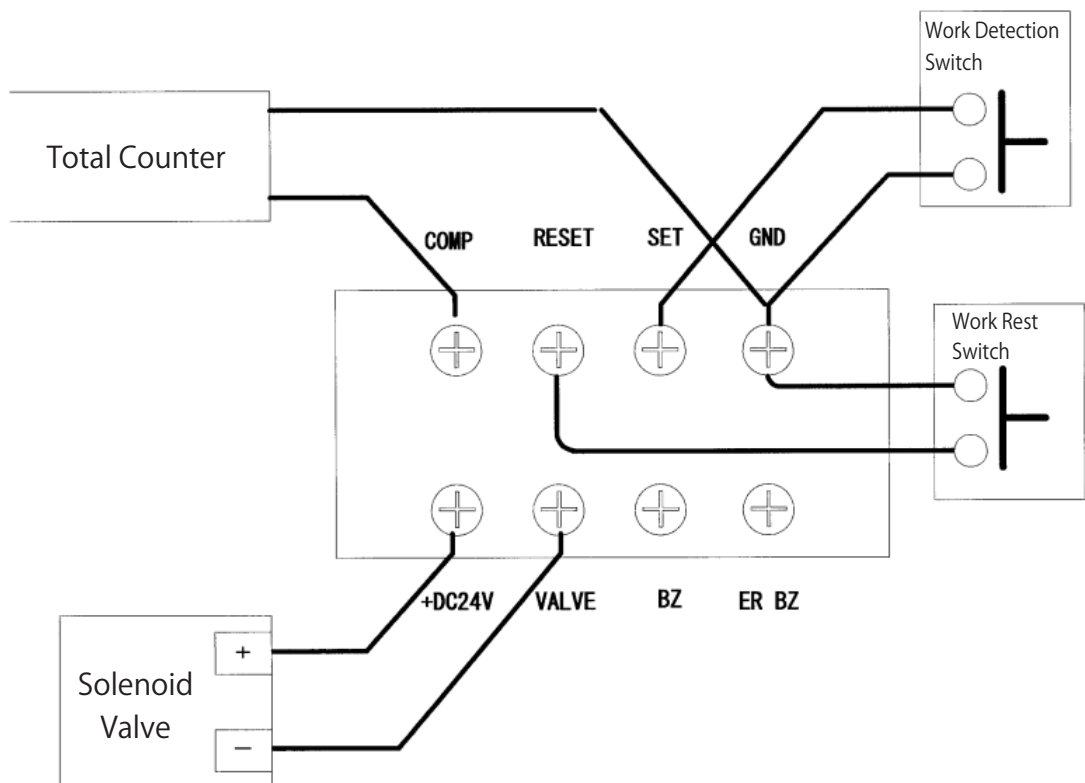 Work Detection
Switch
Total Counter
COMP RESET SET GND
Work Rest
Switch
+DC24V VALVE BZ ER BZ
+
Solenoid
Valve
−